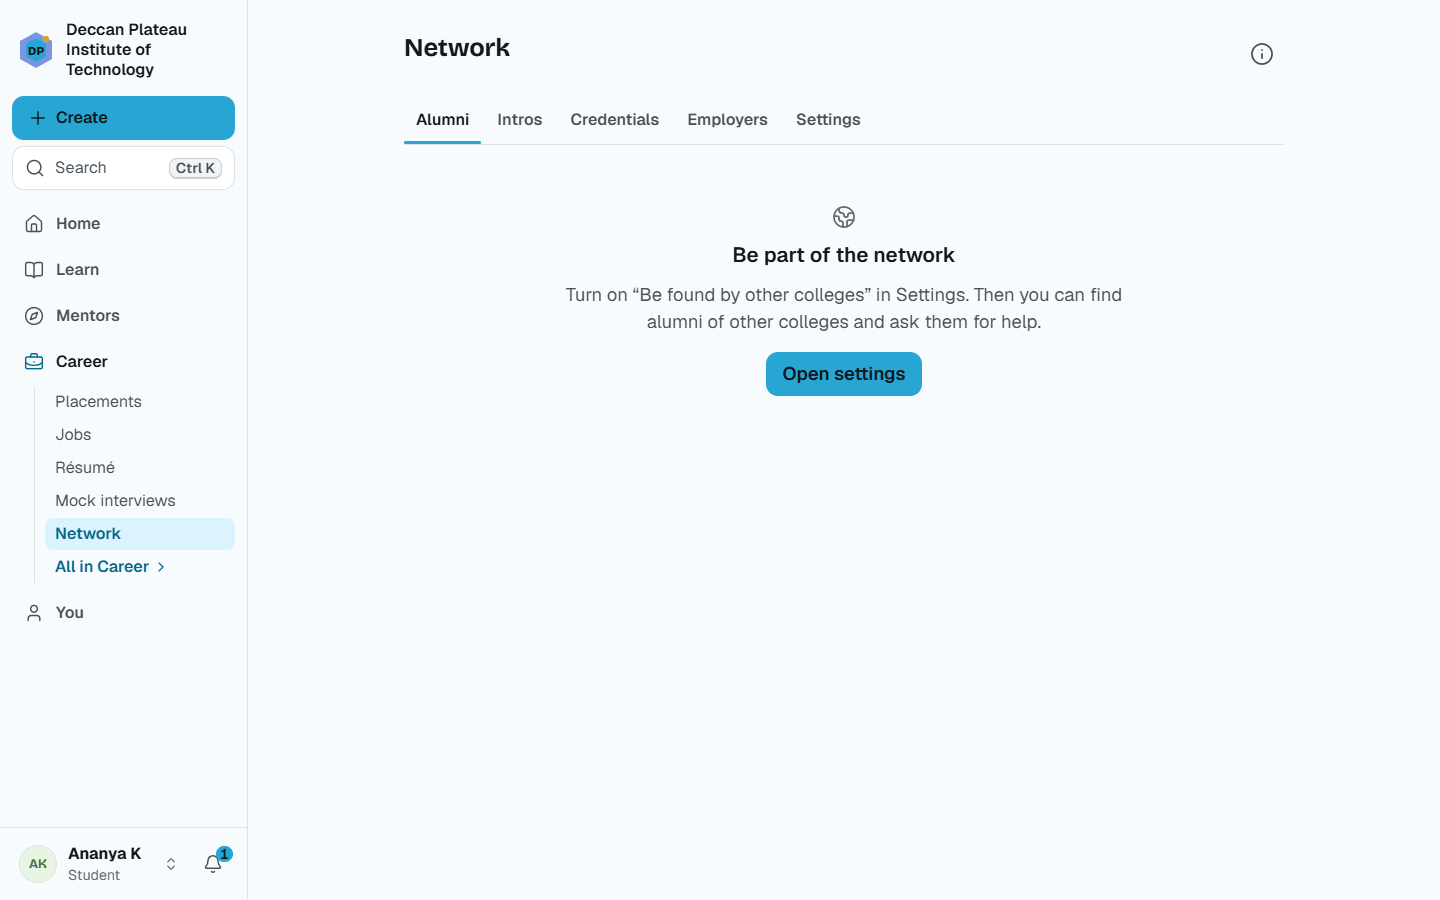 DP
Deccan Plateau
Institute of
Technology
Create
Search Ctrl K
Home
Learn
Mentors
Career
Placements
Jobs
Résumé
Mock interviews
Network
All in Career
You
AK
Ananya K
Student
1
Network
Alumni Intros Credentials Employers Settings
Be part of the network
Turn on “Be found by other colleges” in Settings. Then you can find
alumni of other colleges and ask them for help.
Open settings